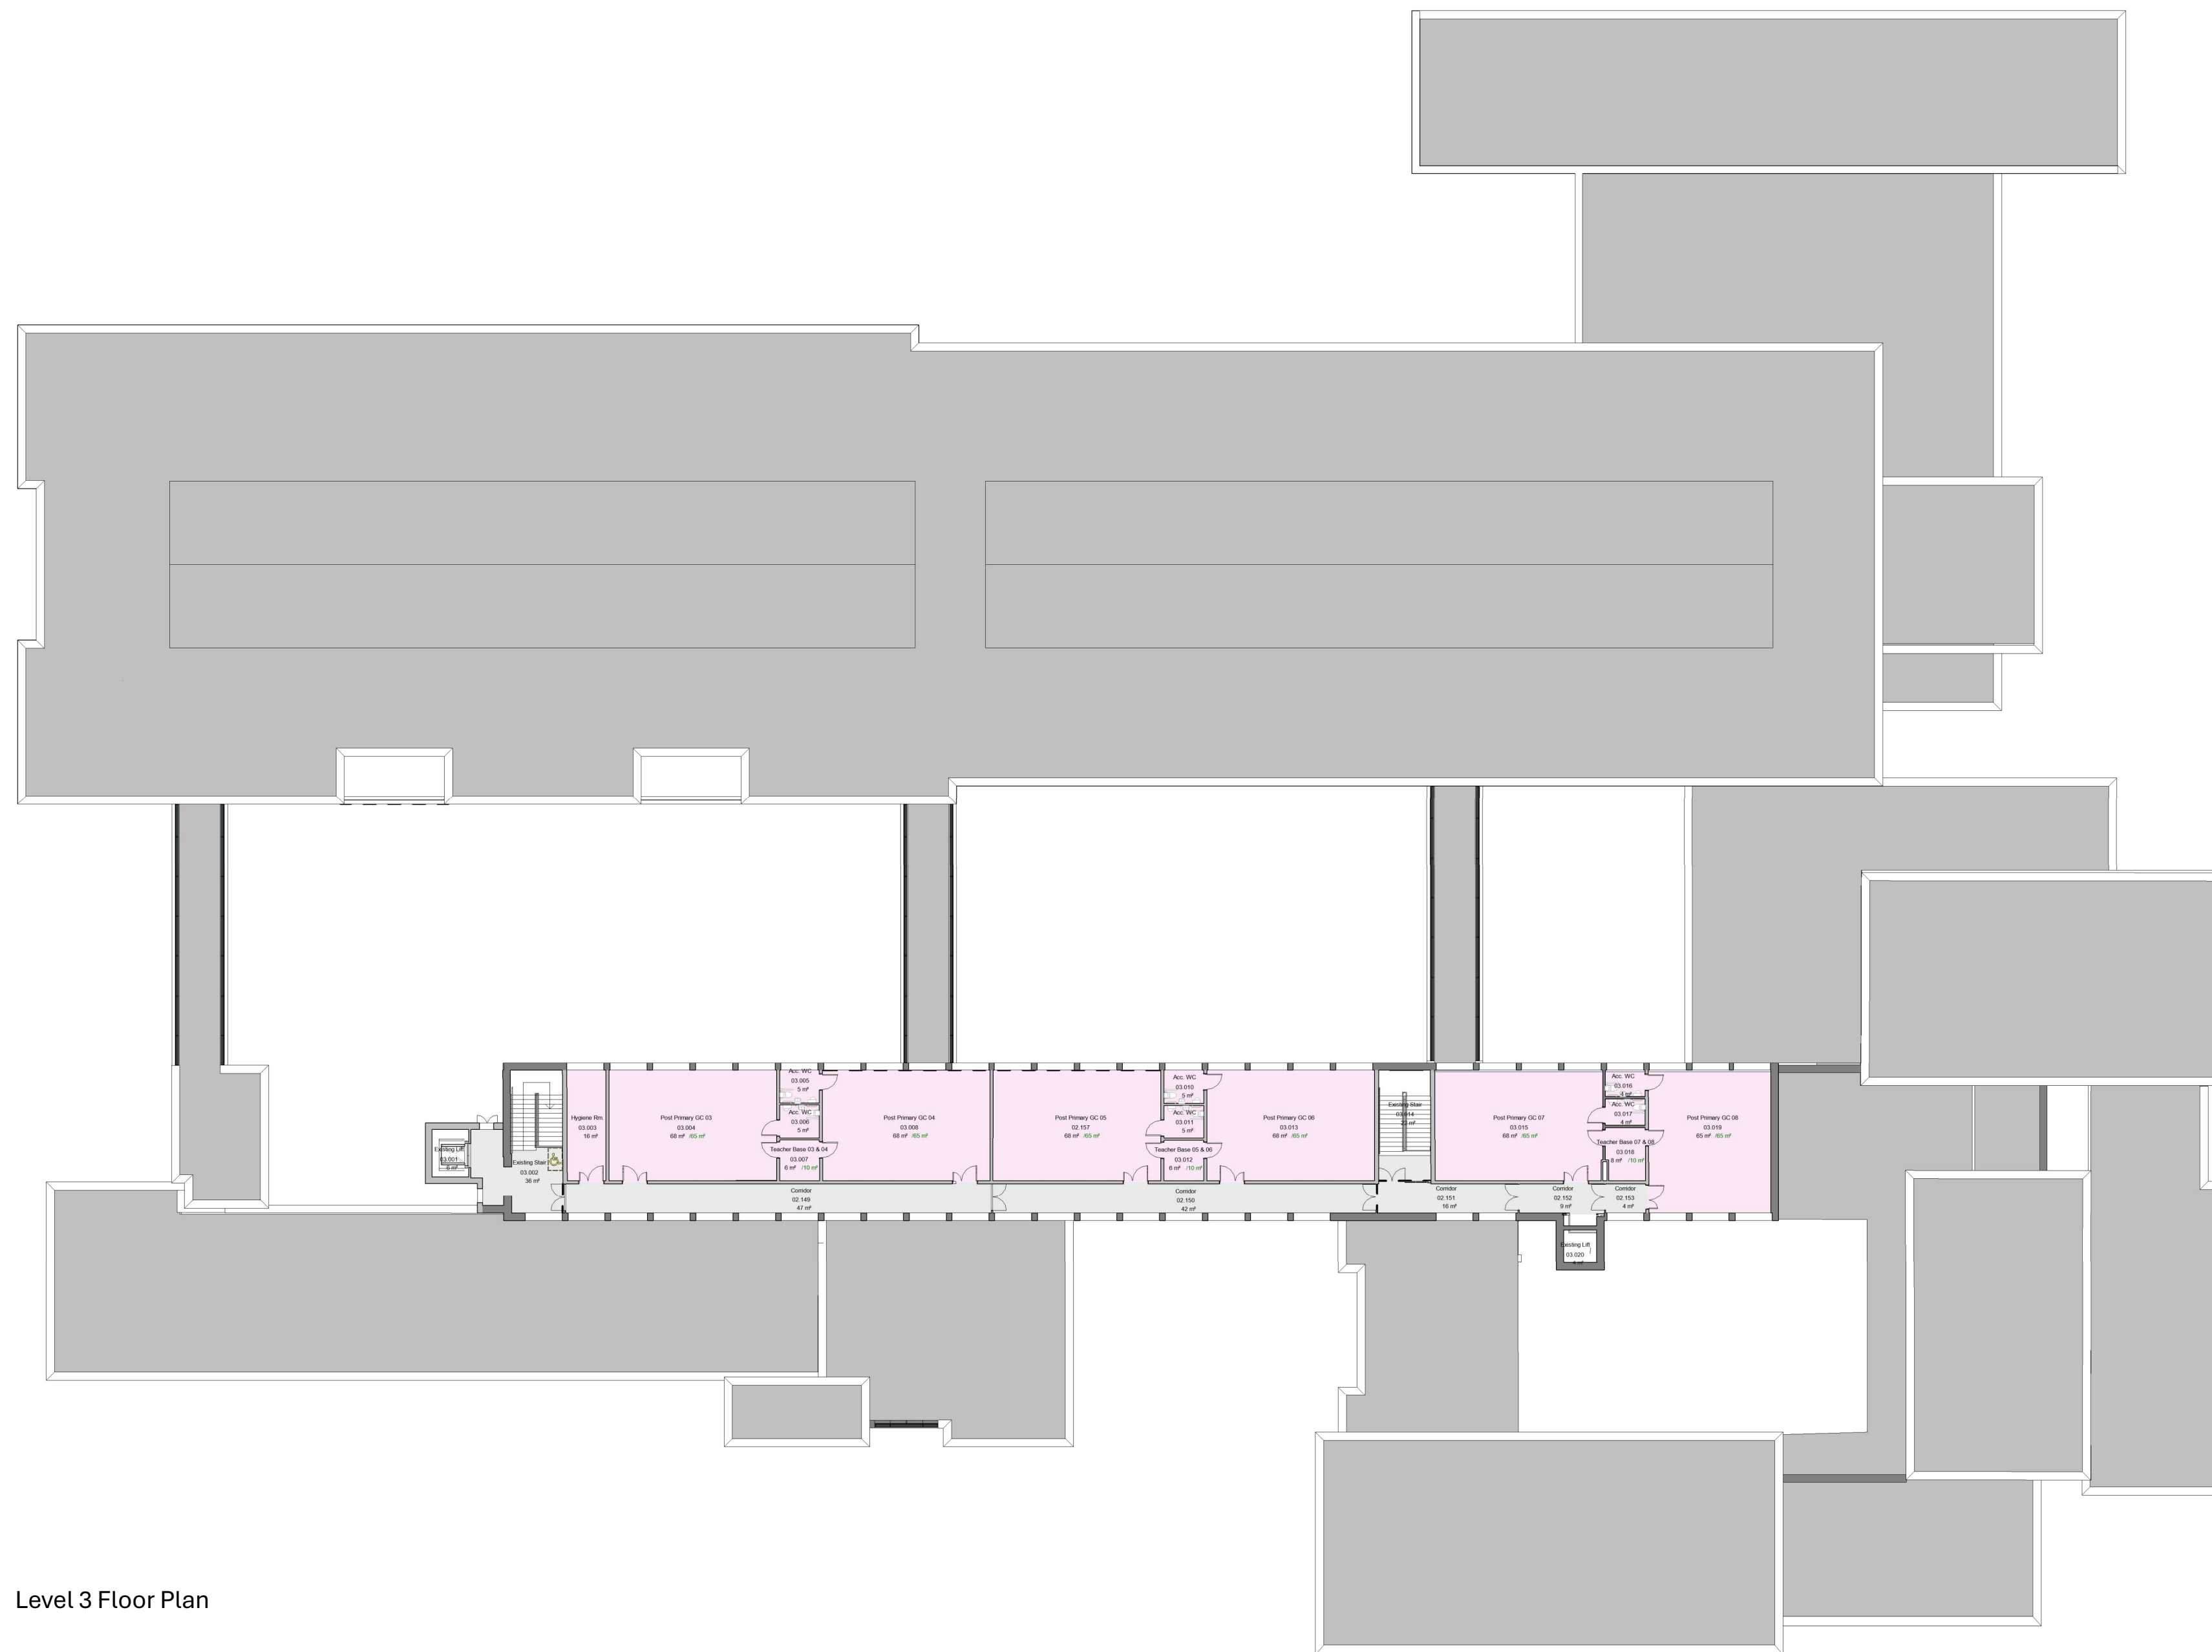 Existing Lift
03.001
6 m²
Existing Stair
03.002
36 m²
Hygiene Rm.
03.003
16 m²
Post Primary GC 03
03.004
68 m² /65 m²
Acc. WC
03.005
5 m²
Acc. WC
03.006
5 m²
Teacher Base 03 & 04
03.007
6 m² /10 m²
Post Primary GC 04
03.008
68 m² /65 m²
Post Primary GC 05
02.157
68 m² /65 m²
Acc. WC
03.010
5 m²
Acc. WC
03.011
5 m²
Teacher Base 05 & 06
03.012
6 m² /10 m²
Post Primary GC 06
03.013
68 m² /65 m²
Existing Stair
03.014
Post Primary GC 07
03.015
68 m² /65 m²
Acc. WC
03.016
4 m²
Acc. WC
03.017
4 m²
Teacher Base 07 & 08
03.018
8 m² /10 m²
Post Primary GC 08
03.019
65 m² /65 m²
Corridor
02.149
47 m²
Corridor
02.150
42 m²
Corridor
02.151
16 m²
Corridor
02.152
9 m²
Corridor
02.153
4 m²
Existing Lift
03.020
4 m²
Level 3 Floor Plan